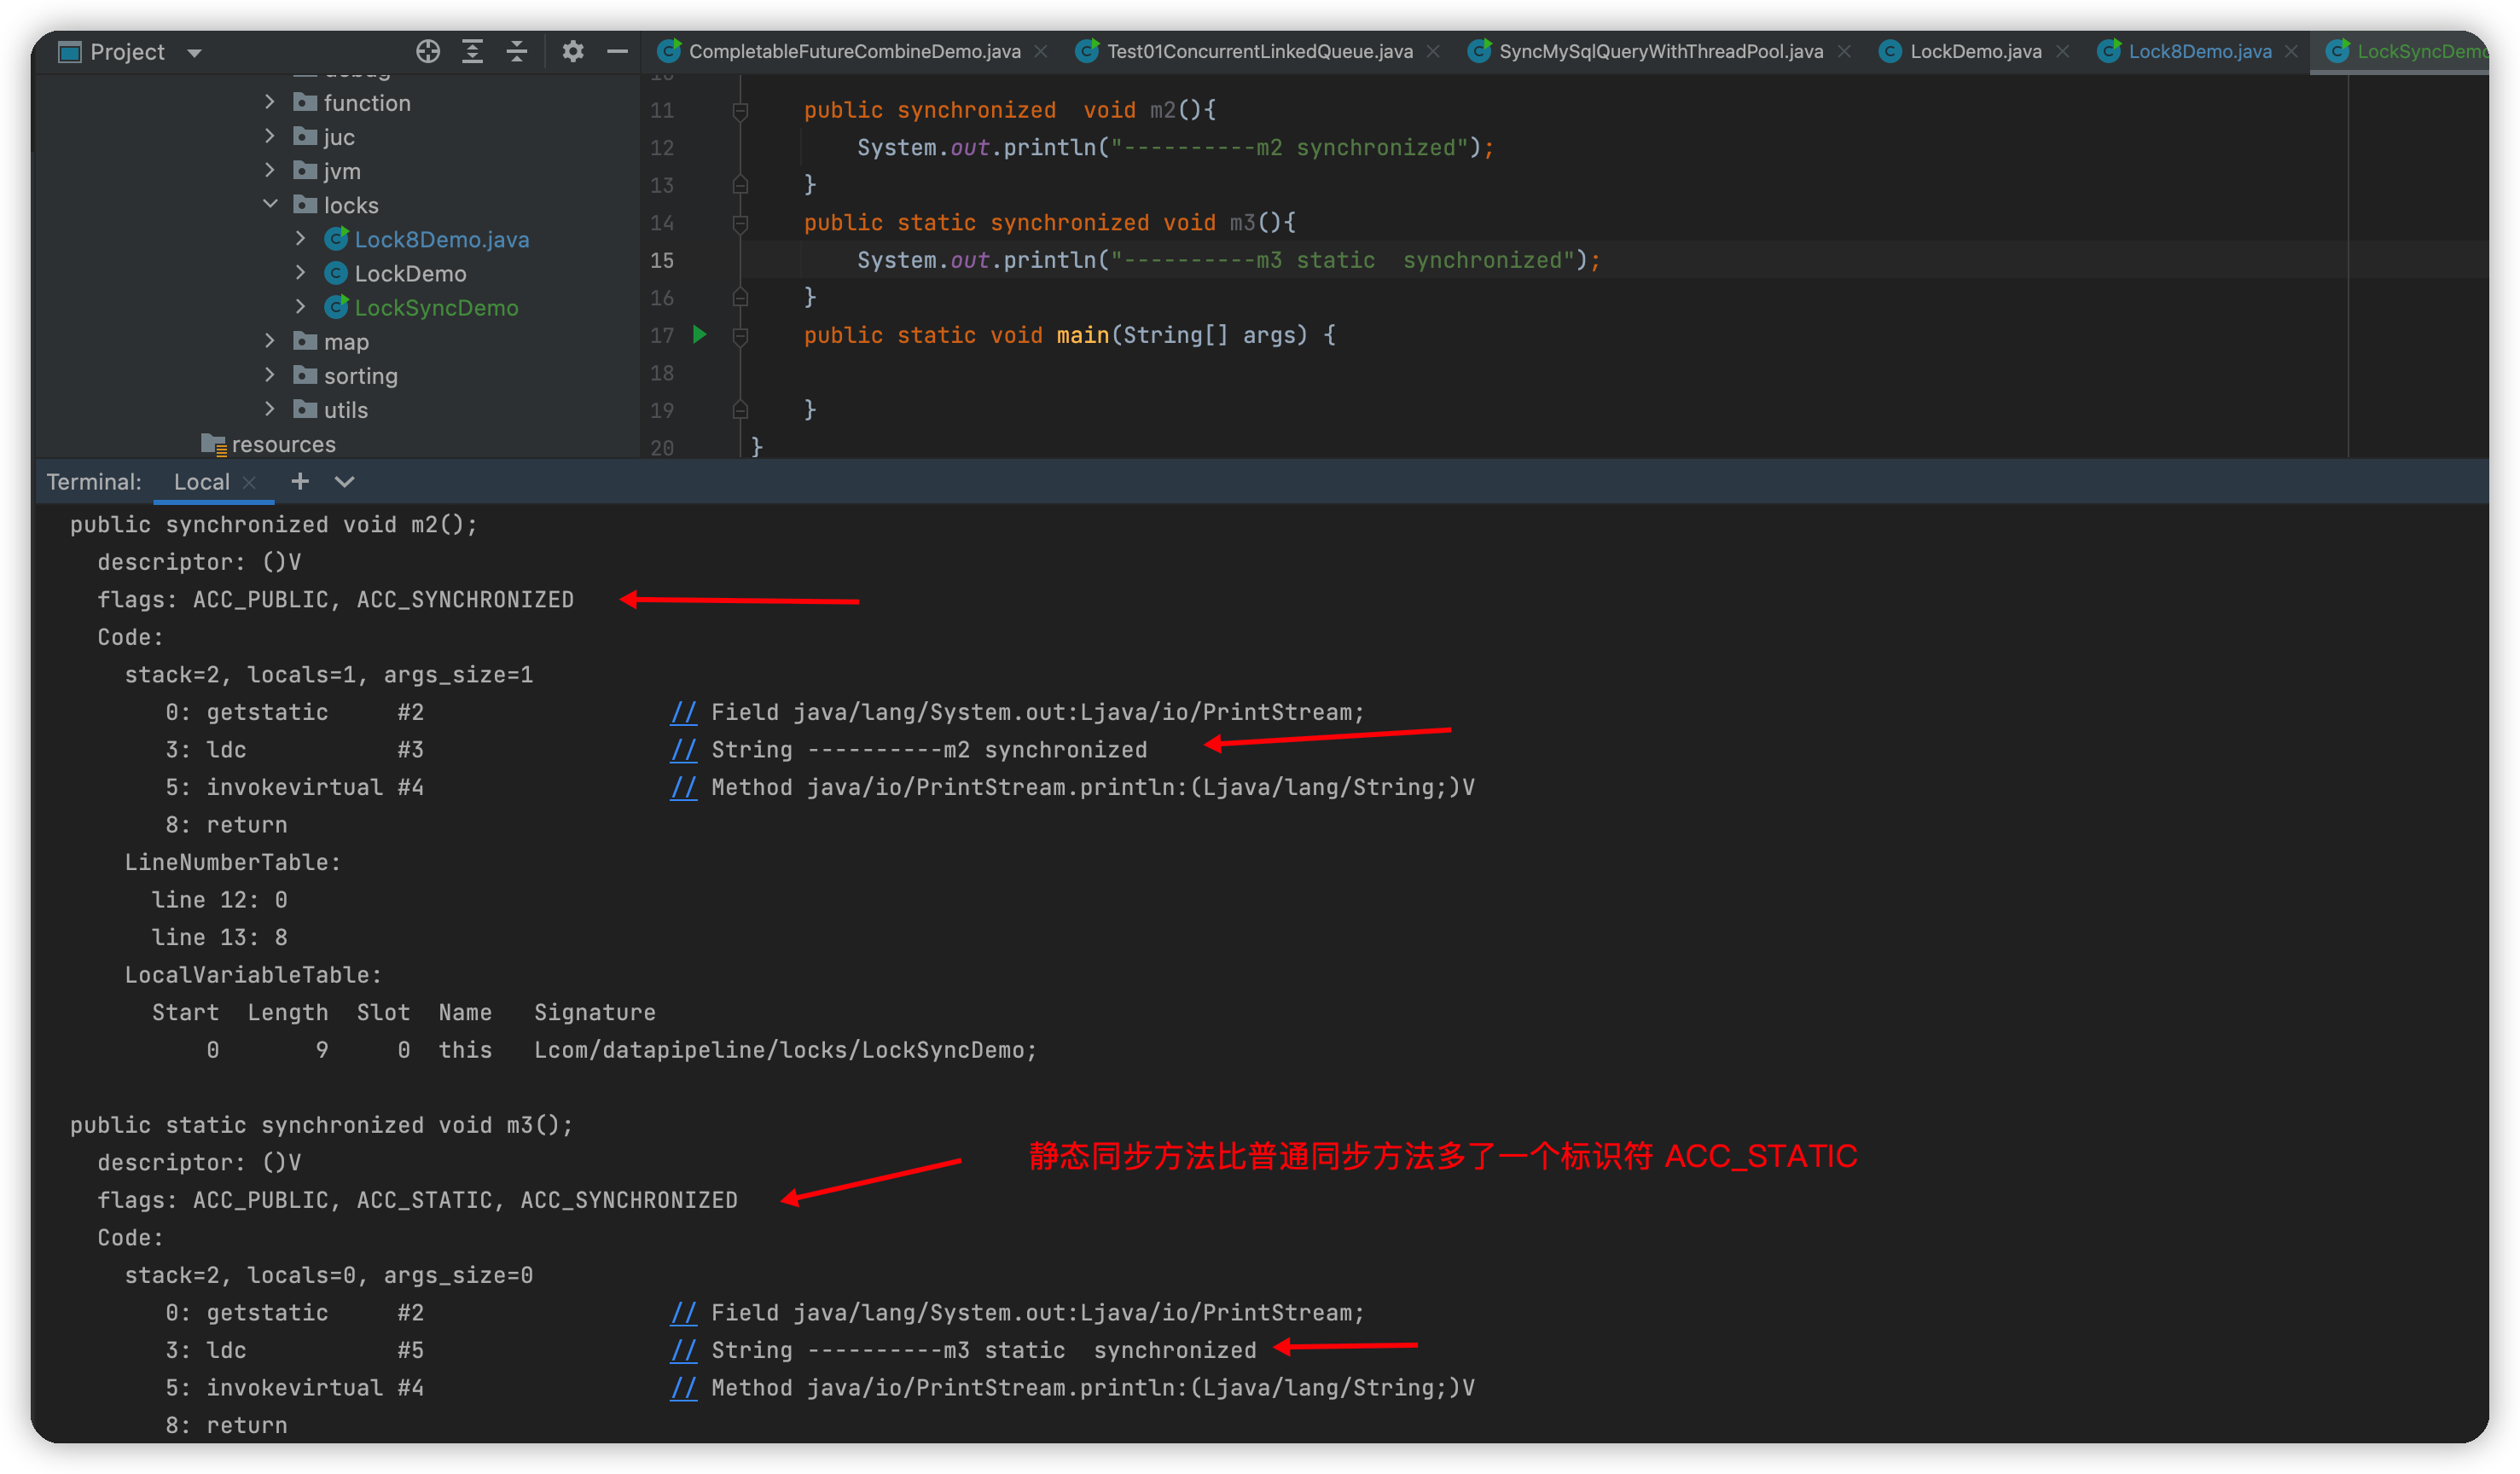 Project
CompletableFutureCombineDemo.java
Test01ConcurrentLinkedQueue.java
SyncMySqlQueryWithThreadPool.java
LockDemo.java
Lock8Demo.java
LockSyncDemo
function
juc
jvm
locks
Lock8Demo.java
LockDemo
LockSyncDemo
map
sorting
utils
resources
11 public synchronized  void m2(){
12 System.out.println("----------m2 synchronized");
13 }
14 public static synchronized void m3(){
15 System.out.println("----------m3 static  synchronized");
16 }
17 public static void main(String[] args) {
18
19 }
20 }
Terminal: Local
public synchronized void m2();
descriptor: ()V
flags: ACC_PUBLIC, ACC_SYNCHRONIZED
Code:
stack=2, locals=1, args_size=1
0: getstatic     #2                  // Field java/lang/System.out:Ljava/io/PrintStream;
3: ldc           #3                  // String ----------m2 synchronized
5: invokevirtual #4                  // Method java/io/PrintStream.println:(Ljava/lang/String;)V
8: return
LineNumberTable:
line 12: 0
line 13: 8
LocalVariableTable:
Start  Length  Slot  Name   Signature
0       9     0  this   Lcom/datapipeline/locks/LockSyncDemo;
public static synchronized void m3();
静态同步方法比普通同步方法多了一个标识符 ACC_STATIC
descriptor: ()V
flags: ACC_PUBLIC, ACC_STATIC, ACC_SYNCHRONIZED
Code:
stack=2, locals=0, args_size=0
0: getstatic     #2                  // Field java/lang/System.out:Ljava/io/PrintStream;
3: ldc           #5                  // String ----------m3 static  synchronized
5: invokevirtual #4                  // Method java/io/PrintStream.println:(Ljava/lang/String;)V
8: return